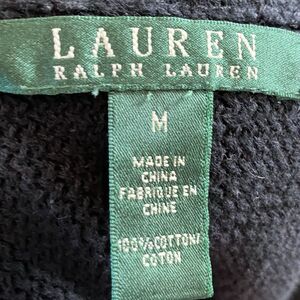 LAUREN
RALPH LAUREN
M
MADE IN
CHINA
FABRIQUE EN
CHINE
100%COTTON/
COTON